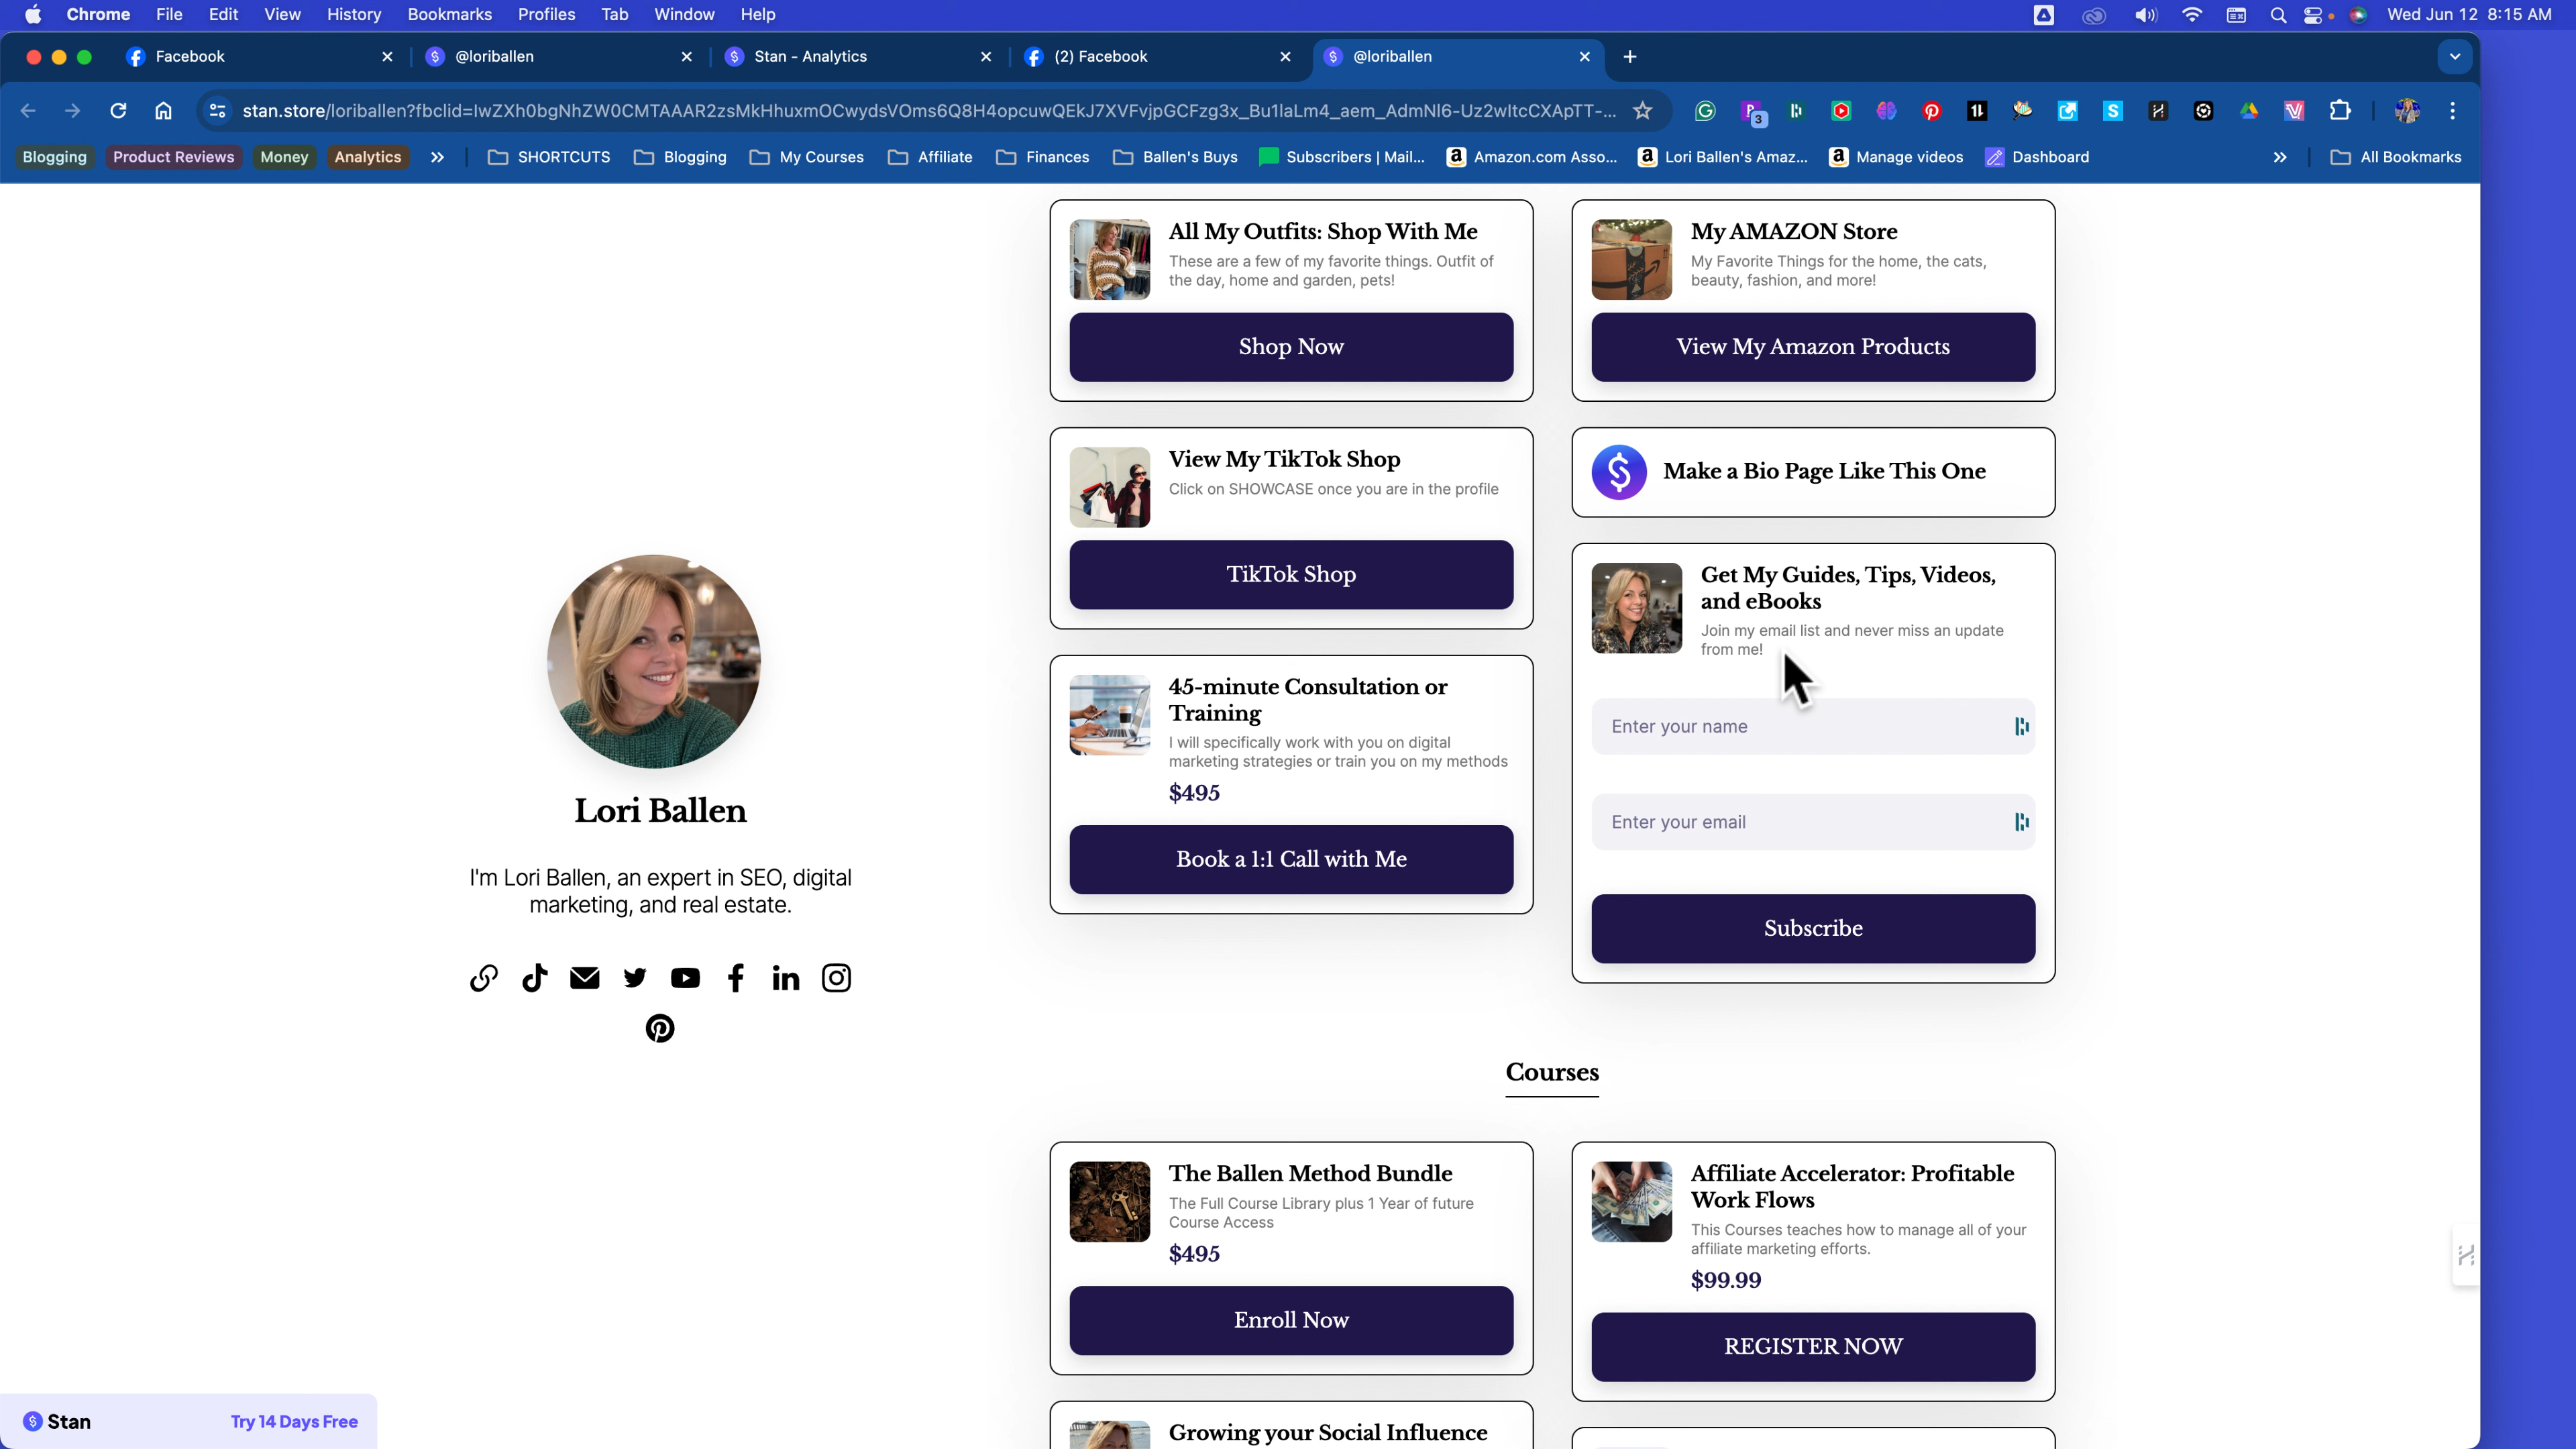 Chrome File Edit View History Bookmarks Profiles Tab Window Help Wed Jun 12 8:15 AM
Facebook @loriballen Stan - Analytics (2) Facebook @loriballen
stan.store/loriballen?fbclid=IwZXh0bgNhZW0CMTAAAR2zsMkHhuxmOCwydsVOms6Q8H4opcuwQEkJ7XVFvjpGCFzg3x_Bu1laLm4_aem_AdmNl6-Uz2wItcCXApTT-...
3
Blogging Product Reviews Money Analytics SHORTCUTS Blogging My Courses Affiliate Finances Ballen's Buys Subscribers | Mail... Amazon.com Asso... Lori Ballen's Amaz... Manage videos Dashboard All Bookmarks
All My Outfits: Shop With Me
These are a few of my favorite things. Outfit of
the day, home and garden, pets!
Shop Now
My AMAZON Store
My Favorite Things for the home, the cats,
beauty, fashion, and more!
View My Amazon Products
View My TikTok Shop
Click on SHOWCASE once you are in the profile
TikTok Shop
Make a Bio Page Like This One
Get My Guides, Tips, Videos,
and eBooks
Join my email list and never miss an update
from me!
Enter your name
Enter your email
Subscribe
45-minute Consultation or
Training
I will specifically work with you on digital
marketing strategies or train you on my methods
$495
Book a 1:1 Call with Me
Lori Ballen
I'm Lori Ballen, an expert in SEO, digital
marketing, and real estate.
Courses
The Ballen Method Bundle
The Full Course Library plus 1 Year of future
Course Access
$495
Enroll Now
Affiliate Accelerator: Profitable
Work Flows
This Courses teaches how to manage all of your
affiliate marketing efforts.
$99.99
REGISTER NOW
Growing your Social Influence
Stan Try 14 Days Free